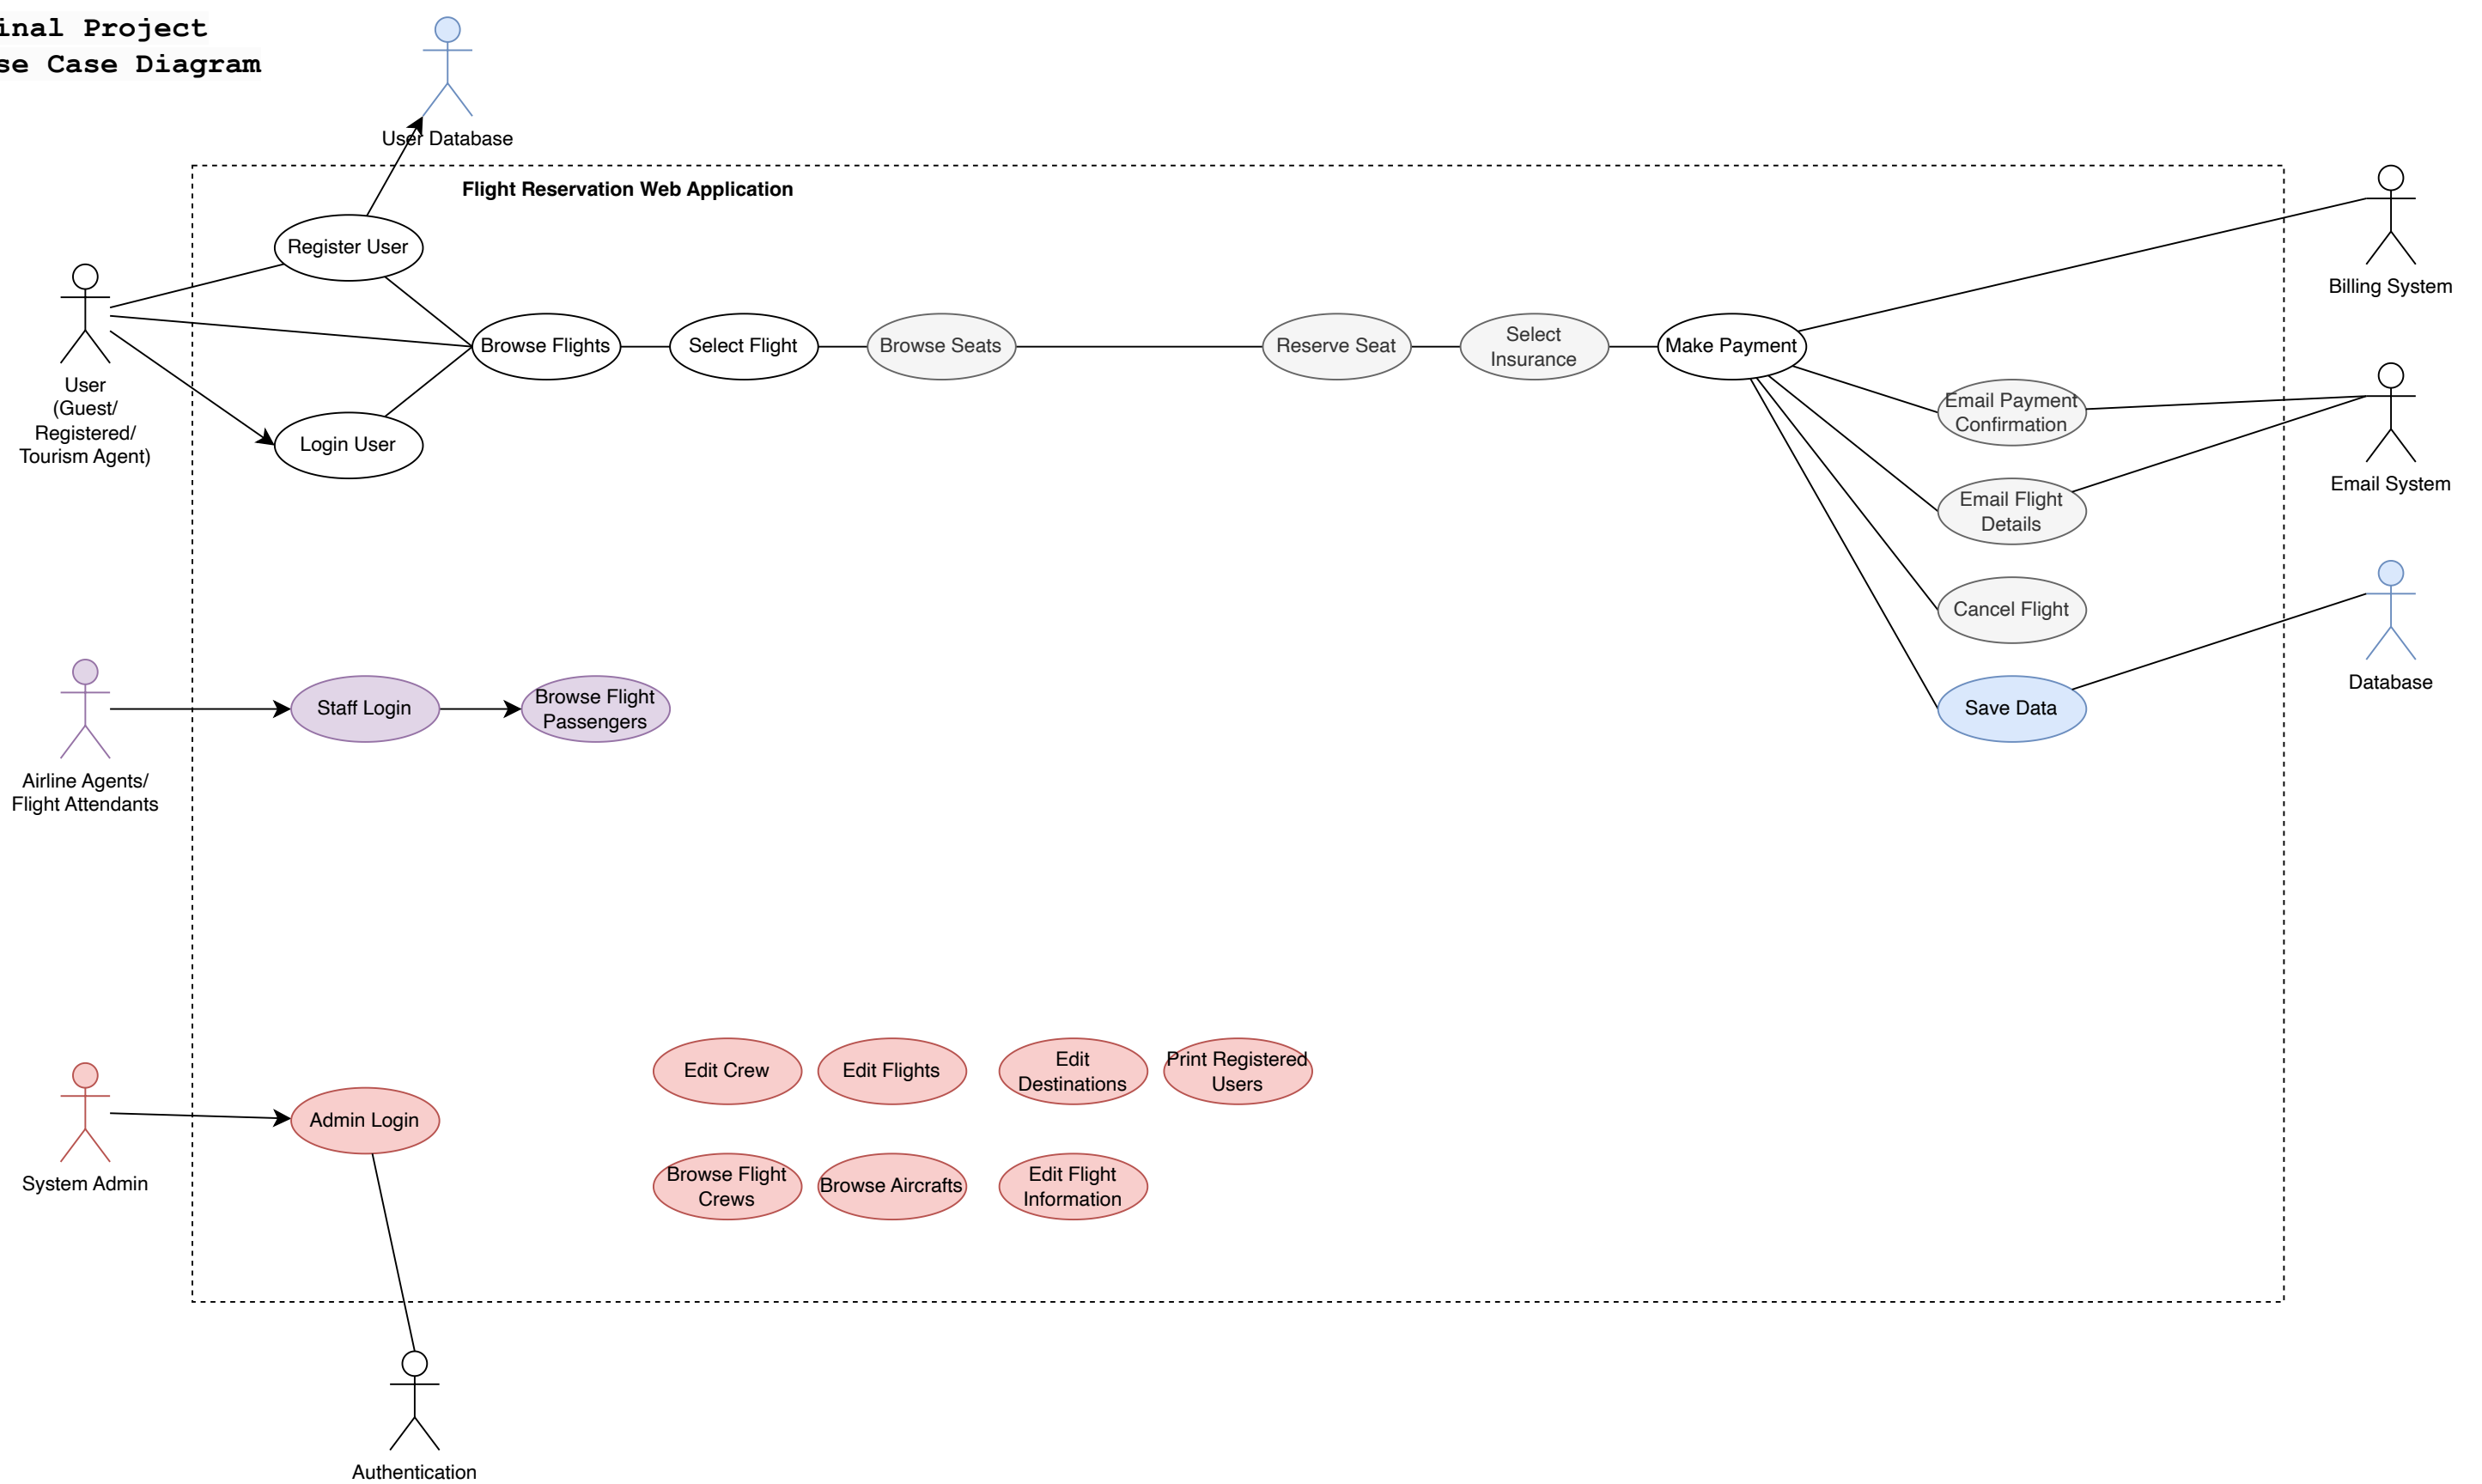 inal Project
se Case Diagram
User Database
Flight Reservation Web Application
Register User
Billing System
Browse Flights
Select Flight
Browse Seats
Reserve Seat
Select
Insurance
Make Payment
User
(Guest/
Registered/
Tourism Agent)
Login User
Email Payment
Confirmation
Email System
Email Flight
Details
Cancel Flight
Database
Staff Login
Browse Flight
Passengers
Save Data
Airline Agents/
Flight Attendants
Edit Crew
Edit Flights
Edit
Destinations
Print Registered
Users
Admin Login
System Admin
Browse Flight
Crews
Browse Aircrafts
Edit Flight
Information
Authentication